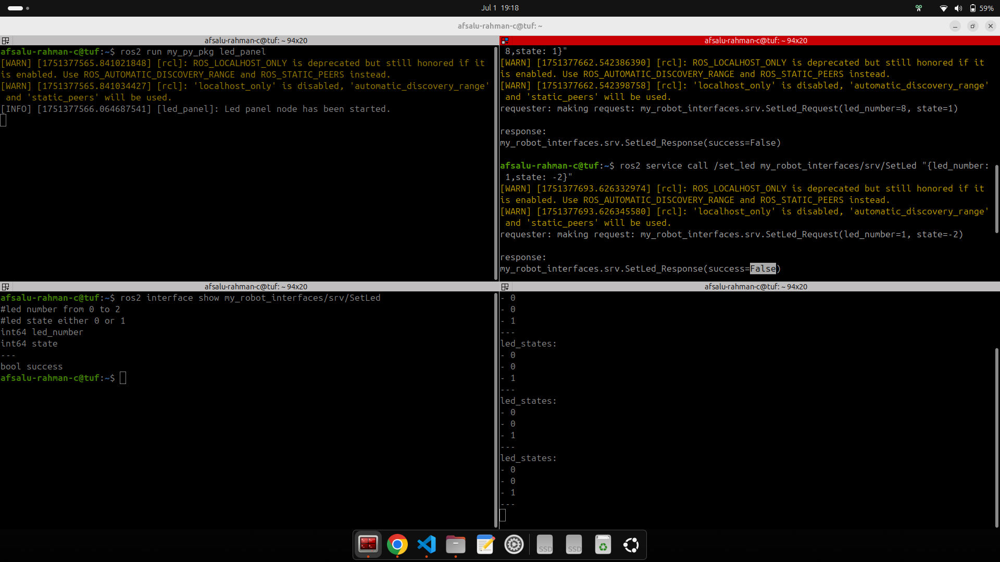 Jul 1  19:18
59%
afsalu-rahman-c@tuf: ~
afsalu-rahman-c@tuf: ~ 94x20
afsalu-rahman-c@tuf:~$ ros2 run my_py_pkg led_panel
[WARN] [1751377565.841021848] [rcl]: ROS_LOCALHOST_ONLY is deprecated but still honored if it
is enabled. Use ROS_AUTOMATIC_DISCOVERY_RANGE and ROS_STATIC_PEERS instead.
[WARN] [1751377565.841034427] [rcl]: 'localhost_only' is disabled, 'automatic_discovery_range'
 and 'static_peers' will be used.
[INFO] [1751377566.064687541] [led_panel]: Led panel node has been started.
afsalu-rahman-c@tuf: ~ 94x20
 8,state: 1}"
[WARN] [1751377662.542386390] [rcl]: ROS_LOCALHOST_ONLY is deprecated but still honored if it
is enabled. Use ROS_AUTOMATIC_DISCOVERY_RANGE and ROS_STATIC_PEERS instead.
[WARN] [1751377662.542398758] [rcl]: 'localhost_only' is disabled, 'automatic_discovery_range'
 and 'static_peers' will be used.
requester: making request: my_robot_interfaces.srv.SetLed_Request(led_number=8, state=1)
response:
my_robot_interfaces.srv.SetLed_Response(success=False)
afsalu-rahman-c@tuf:~$ ros2 service call /set_led my_robot_interfaces/srv/SetLed "{led_number:
 1,state: -2}"
[WARN] [1751377693.626332974] [rcl]: ROS_LOCALHOST_ONLY is deprecated but still honored if it
is enabled. Use ROS_AUTOMATIC_DISCOVERY_RANGE and ROS_STATIC_PEERS instead.
[WARN] [1751377693.626345580] [rcl]: 'localhost_only' is disabled, 'automatic_discovery_range'
 and 'static_peers' will be used.
requester: making request: my_robot_interfaces.srv.SetLed_Request(led_number=1, state=-2)
response:
my_robot_interfaces.srv.SetLed_Response(success=False)
afsalu-rahman-c@tuf: ~ 94x20
afsalu-rahman-c@tuf:~$ ros2 interface show my_robot_interfaces/srv/SetLed
#led number from 0 to 2
#led state either 0 or 1
int64 led_number
int64 state
---
bool success
afsalu-rahman-c@tuf:~$
afsalu-rahman-c@tuf: ~ 94x20
- 0
- 0
- 1
---
led_states:
- 0
- 0
- 1
---
led_states:
- 0
- 0
- 1
---
led_states:
- 0
- 0
- 1
---
SSD
SSD